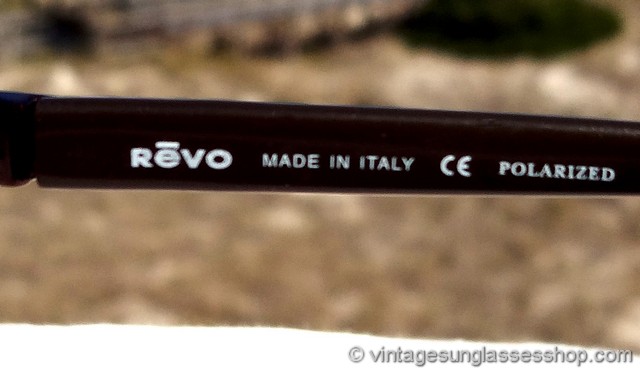 RēVO MADE IN ITALY CE POLARIZED
© vintagesunglassesshop.com